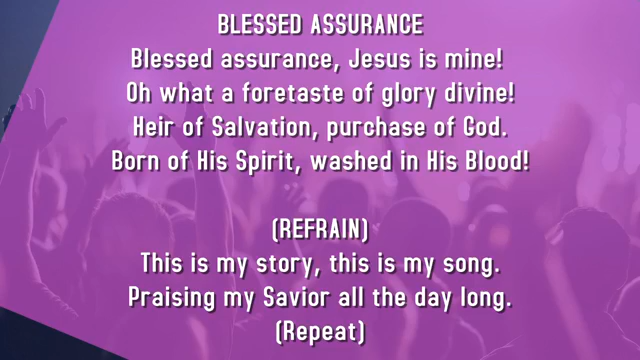 BLESSED ASSURANCE
Blessed assurance, Jesus is mine!
Oh what a foretaste of glory divine!
Heir of Salvation, purchase of God.
Born of His Spirit, washed in His Blood!
(REFRAIN)
This is my story, this is my song.
Praising my Savior all the day long.
(Repeat)